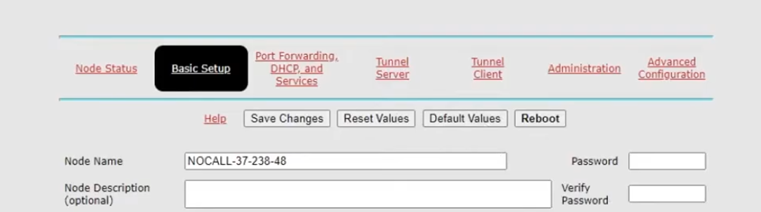 Node Status Basic Setup Port Forwarding, DHCP, and Services Tunnel Server Tunnel Client Administration Advanced Configuration
Help Save Changes Reset Values Default Values Reboot
Node Name NOCALL-37-238-48 Password
Node Description (optional) Verify Password